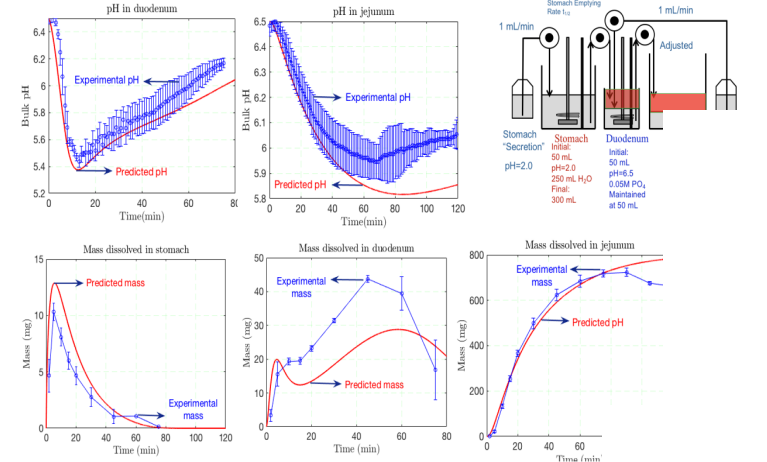 pH in duodenum
6.4
6.2
6
5.8
5.6
5.4
5.2
Bulk pH
Experimental pH
Predicted pH
0 20 40 60 80
Time(min)
pH in jejunum
6.5
6.4
6.3
6.2
6.1
6
5.9
5.8
Bulk pH
Experimental pH
Predicted pH
0 20 40 60 80 100 120
Time(min)
Stomach Emptying
Rate t1/2
1 mL/min
1 mL/min
Adjusted
Stomach
“Secretion”
pH=2.0
Stomach
Initial:
50 mL
pH=2.0
250 mL H2O
Final:
300 mL
Duodenum
Initial:
50 mL
pH=6.5
0.05M PO4
Maintained
at 50 mL
Mass dissolved in stomach
15
10
5
0
Mass (mg)
Predicted mass
Experimental
mass
0 20 40 60 80 100 120
Time (min)
Mass dissolved in duodenum
50
40
30
20
10
0
Mass (mg)
Experimental
mass
Predicted mass
0 20 40 60 80
Time (min)
Mass dissolved in jejunum
800
600
400
200
0
Mass (mg)
Experimental
mass
Predicted pH
0 20 40 60
Time (min)